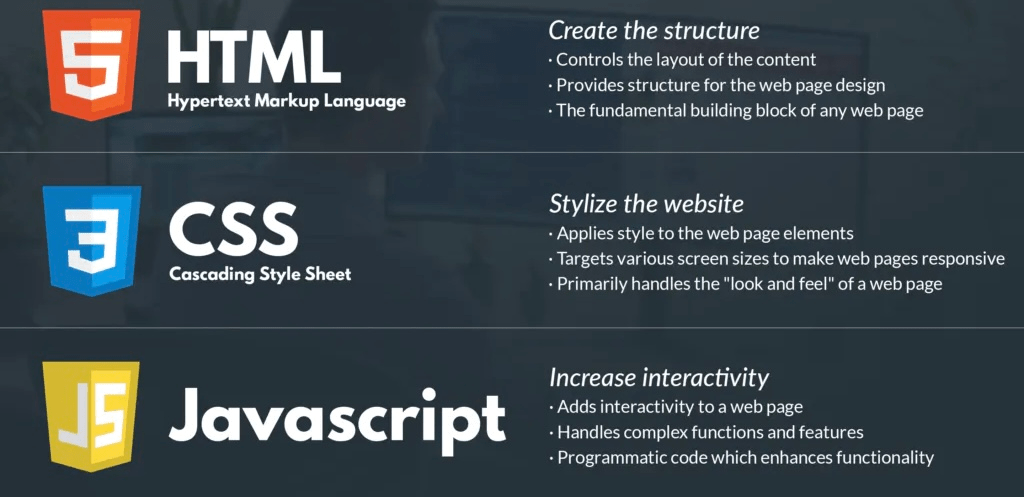 5
HTML
Hypertext Markup Language
Create the structure
· Controls the layout of the content
· Provides structure for the web page design
· The fundamental building block of any web page
3
CSS
Cascading Style Sheet
Stylize the website
· Applies style to the web page elements
· Targets various screen sizes to make web pages responsive
· Primarily handles the "look and feel" of a web page
JS
Javascript
Increase interactivity
· Adds interactivity to a web page
· Handles complex functions and features
· Programmatic code which enhances functionality